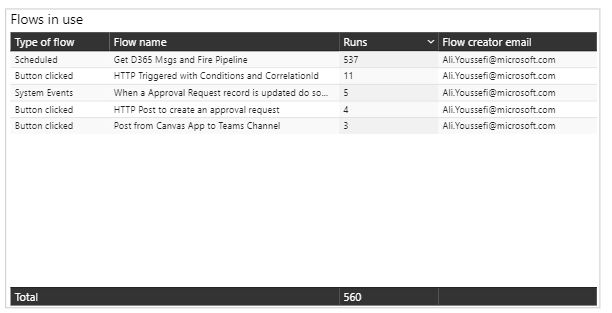 Flows in use
Type of flow Flow name Runs Flow creator email
Scheduled Get D365 Msgs and Fire Pipeline 537 Ali.Youssefi@microsoft.com
Button clicked HTTP Triggered with Conditions and CorrelationId 11 Ali.Youssefi@microsoft.com
System Events When a Approval Request record is updated do so... 5 Ali.Youssefi@microsoft.com
Button clicked HTTP Post to create an approval request 4 Ali.Youssefi@microsoft.com
Button clicked Post from Canvas App to Teams Channel 3 Ali.Youssefi@microsoft.com
Total 560